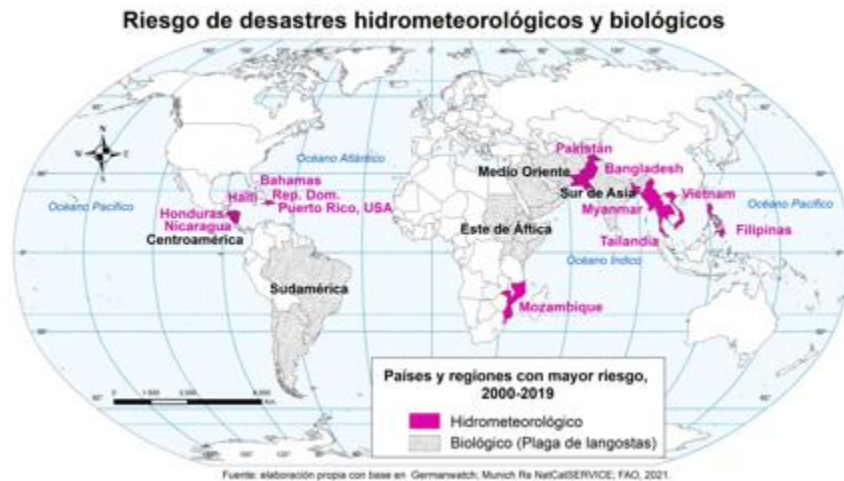 Riesgo de desastres hidrometeorológicos y biológicos
N
W
E
S
Océano Atlántico
Océano Pacífico
Bahamas
Haití
Rep. Dom.
Puerto Rico, USA
Honduras
Nicaragua
Centroamérica
Sudamérica
Pakistán
Medio Oriente
Bangladesh
Sur de Asia
Vietnam
Myanmar
Océano Pacífico
Filipinas
Tailandia
Este de Áftica
Océano Índico
Mozambique
Países y regiones con mayor riesgo,
2000-2019
Hidrometeorológico
Biológico (Plaga de langostas)
Fuente: elaboración propia con base en Germanwatch; Munich Re NatCatSERVICE; FAO, 2021.